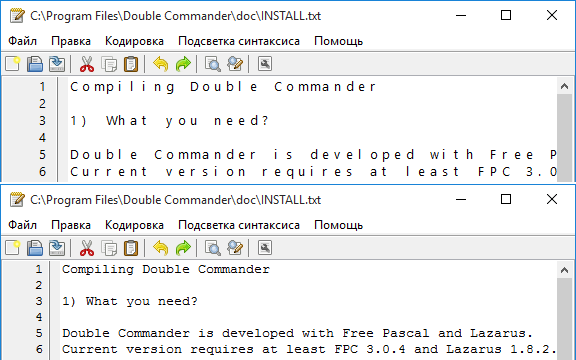 C:\Program Files\Double Commander\doc\INSTALL.txt
Файл Правка Кодировка Подсветка синтаксиса Помощь
1 Compiling Double Commander
2
3 1) What you need?
4
5 Double Commander is developed with Free P
6 Current version requires at least FPC 3.0
C:\Program Files\Double Commander\doc\INSTALL.txt
Файл Правка Кодировка Подсветка синтаксиса Помощь
1 Compiling Double Commander
2
3 1) What you need?
4
5 Double Commander is developed with Free Pascal and Lazarus.
6 Current version requires at least FPC 3.0.4 and Lazarus 1.8.2.